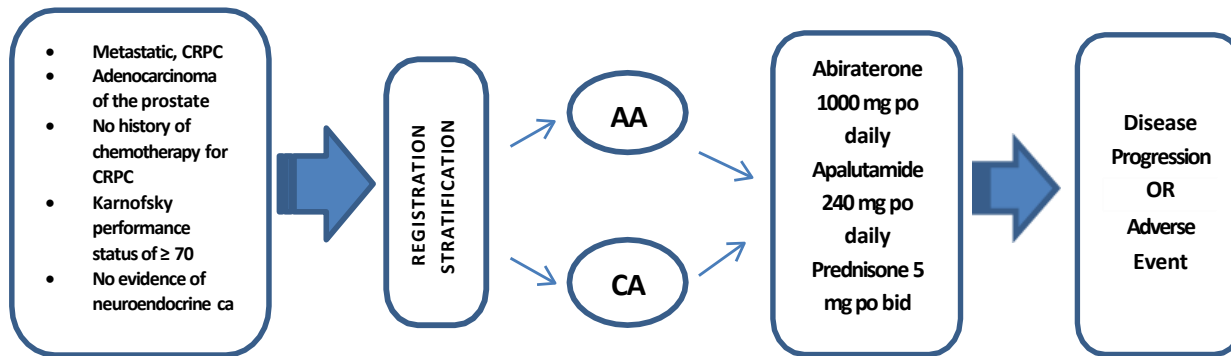 • Metastatic, CRPC
• Adenocarcinoma
of the prostate
• No history of
chemotherapy for
CRPC
• Karnofsky
performance
status of ≥ 70
• No evidence of
neuroendocrine ca
REGISTRATION
STRATIFICATION
AA
CA
Abiraterone
1000 mg po
daily
Apalutamide
240 mg po
daily
Prednisone 5
mg po bid
Disease
Progression
OR
Adverse
Event